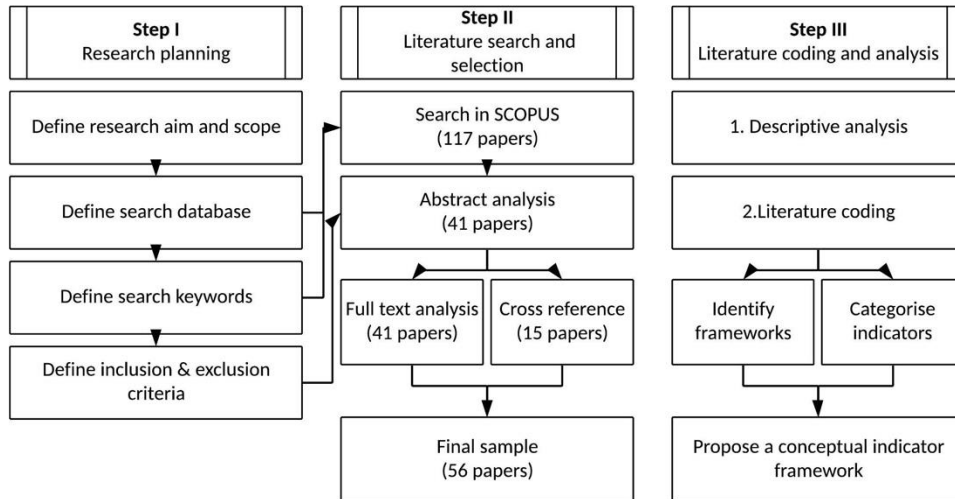 Step I
Research planning
Define research aim and scope
Define search database
Define search keywords
Define inclusion & exclusion
criteria
Step II
Literature search and
selection
Search in SCOPUS
(117 papers)
Abstract analysis
(41 papers)
Full text analysis
(41 papers)
Cross reference
(15 papers)
Final sample
(56 papers)
Step III
Literature coding and analysis
1. Descriptive analysis
2.Literature coding
Identify
frameworks
Categorise
indicators
Propose a conceptual indicator
framework